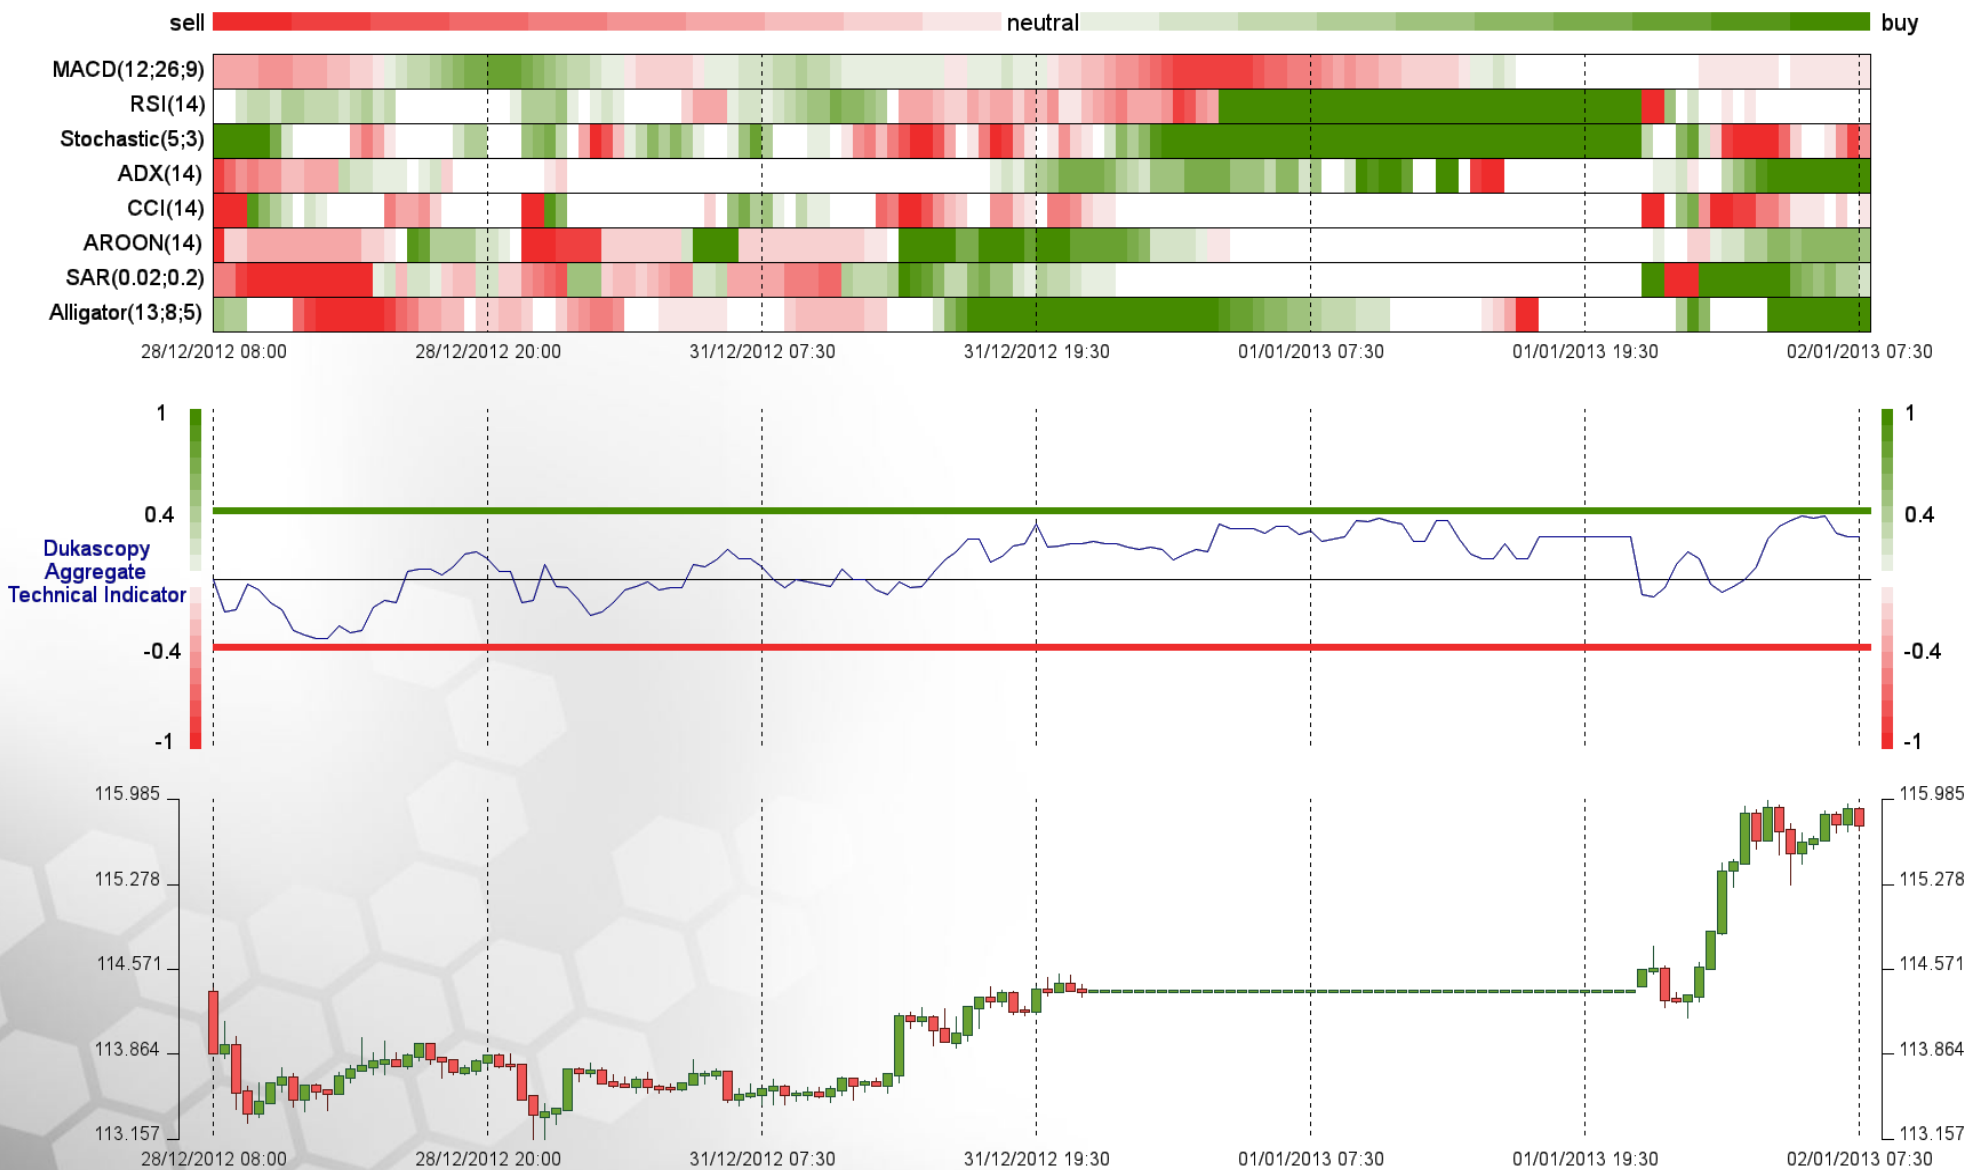 sell neutral buy
MACD(12;26;9)
RSI(14)
Stochastic(5;3)
ADX(14)
CCI(14)
AROON(14)
SAR(0.02;0.2)
Alligator(13;8;5)
28/12/2012 08:00 28/12/2012 20:00 31/12/2012 07:30 31/12/2012 19:30 01/01/2013 07:30 01/01/2013 19:30 02/01/2013 07:30
1 1
0.4 0.4
Dukascopy
Aggregate
Technical Indicator
-0.4 -0.4
-1 -1
115.985 115.985
115.278 115.278
114.571 114.571
113.864 113.864
113.157 113.157
28/12/2012 08:00 28/12/2012 20:00 31/12/2012 07:30 31/12/2012 19:30 01/01/2013 07:30 01/01/2013 19:30 02/01/2013 07:30